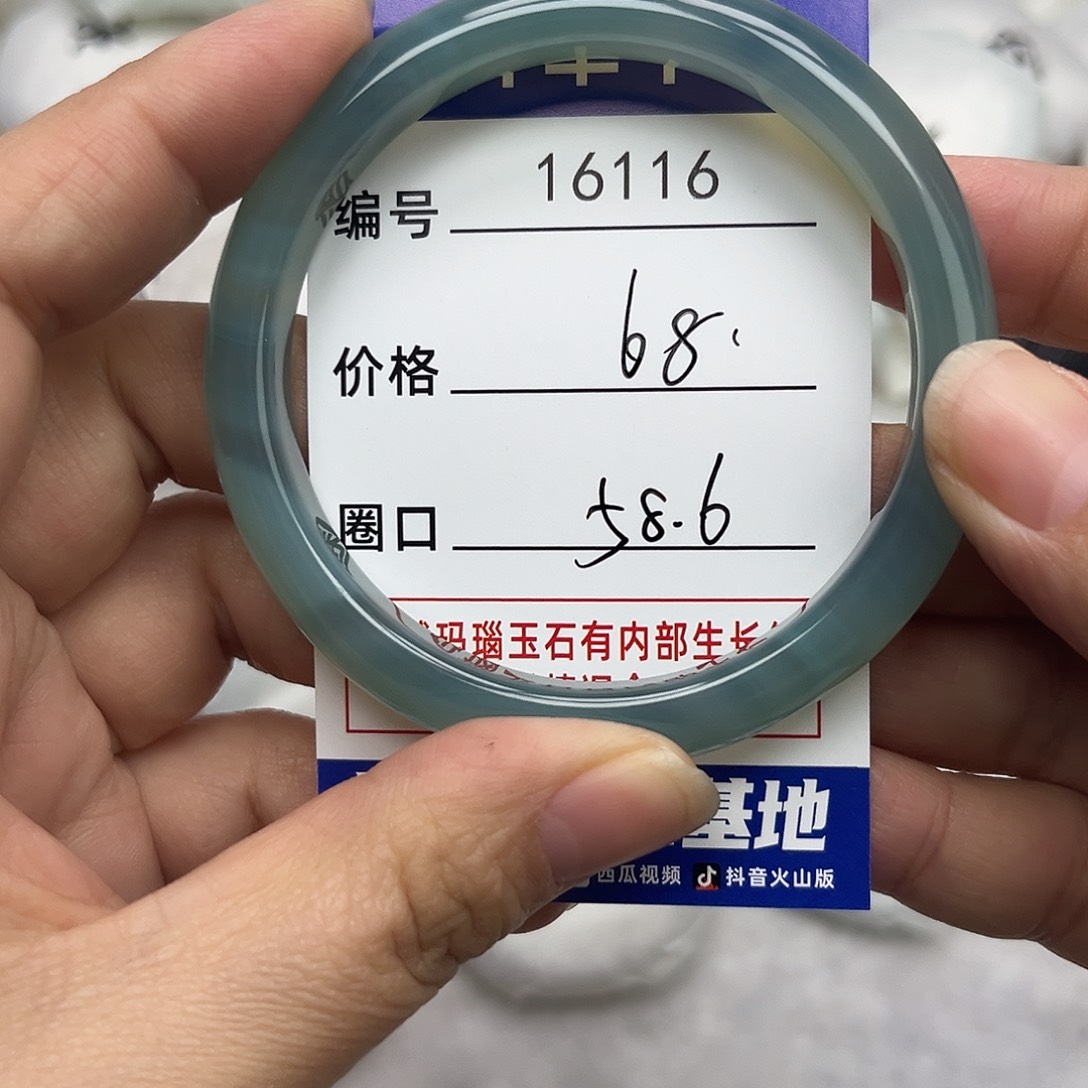 编号 16116
价格 68.
圈口 58.6
玛瑙玉石有内部生长
基地
西瓜视频 抖音火山版